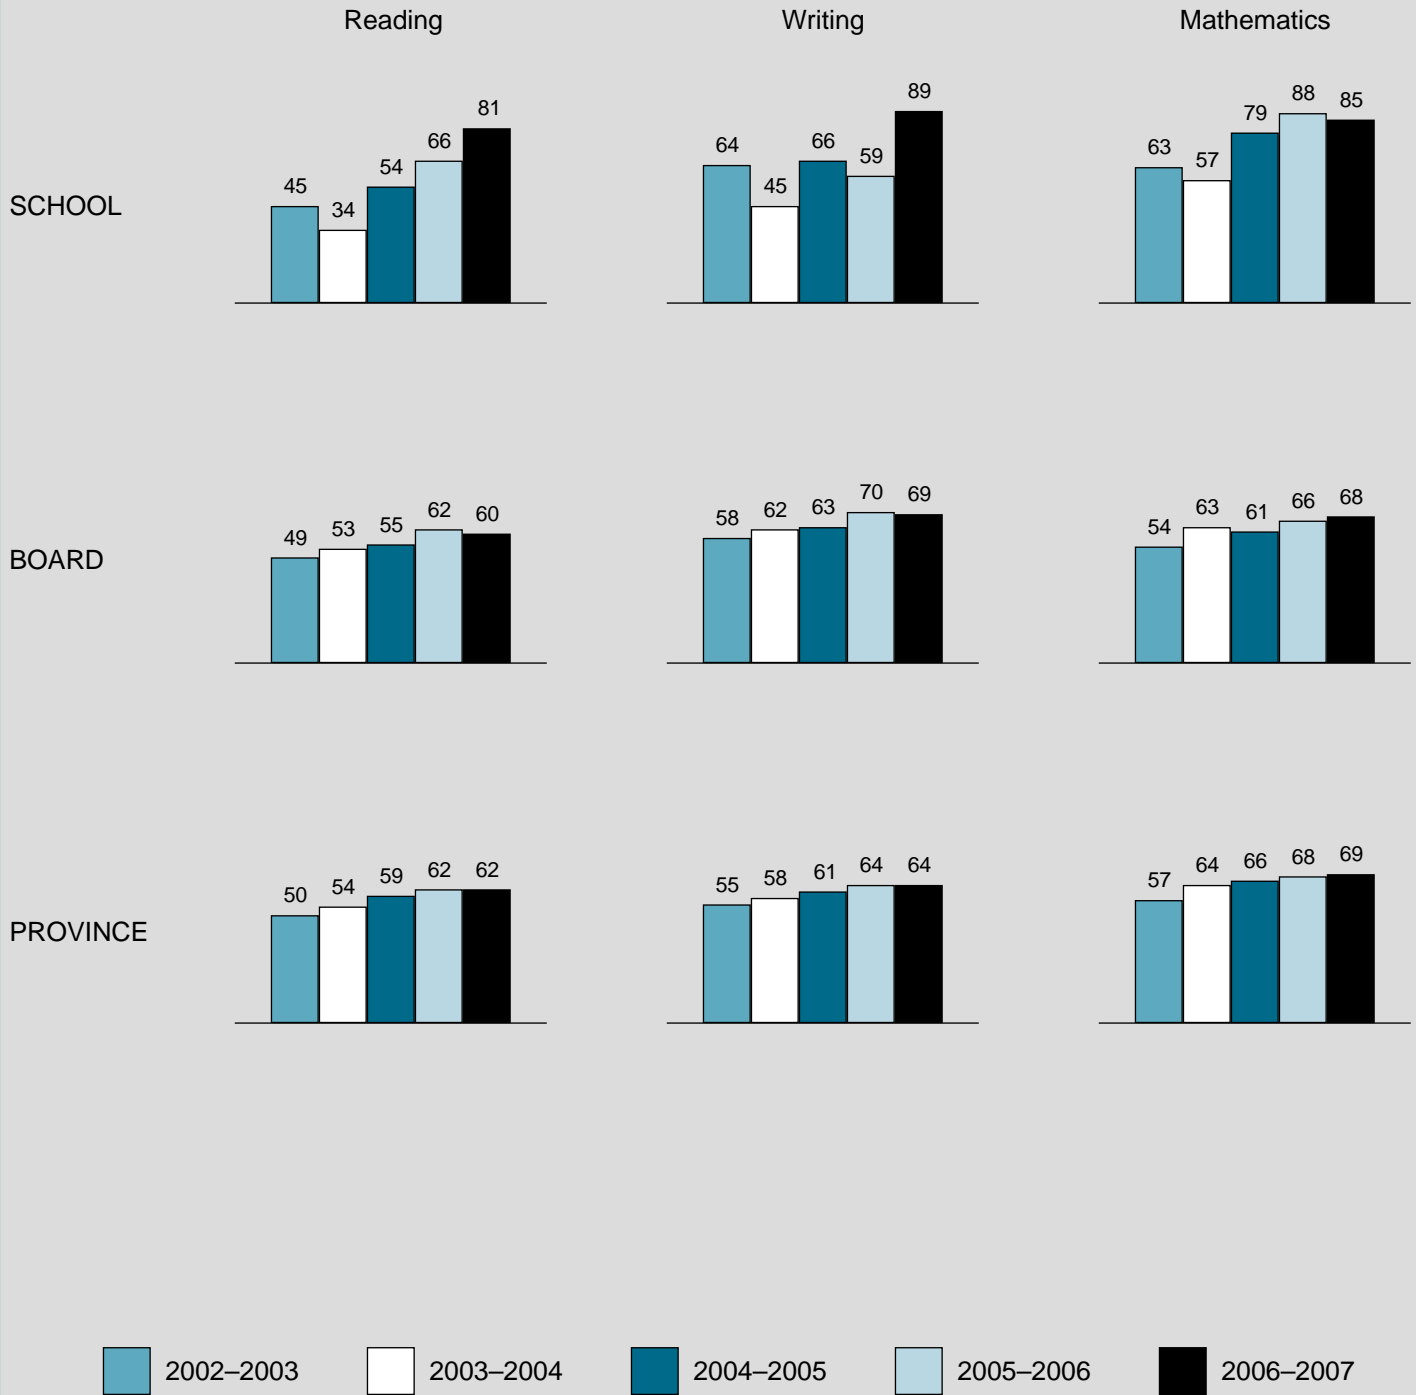 Reading Writing Mathematics
SCHOOL
45 34 54 66 81
64 45 66 59 89
63 57 79 88 85
BOARD
49 53 55 62 60
58 62 63 70 69
54 63 61 66 68
PROVINCE
50 54 59 62 62
55 58 61 64 64
57 64 66 68 69
2002–2003 2003–2004 2004–2005 2005–2006 2006–2007